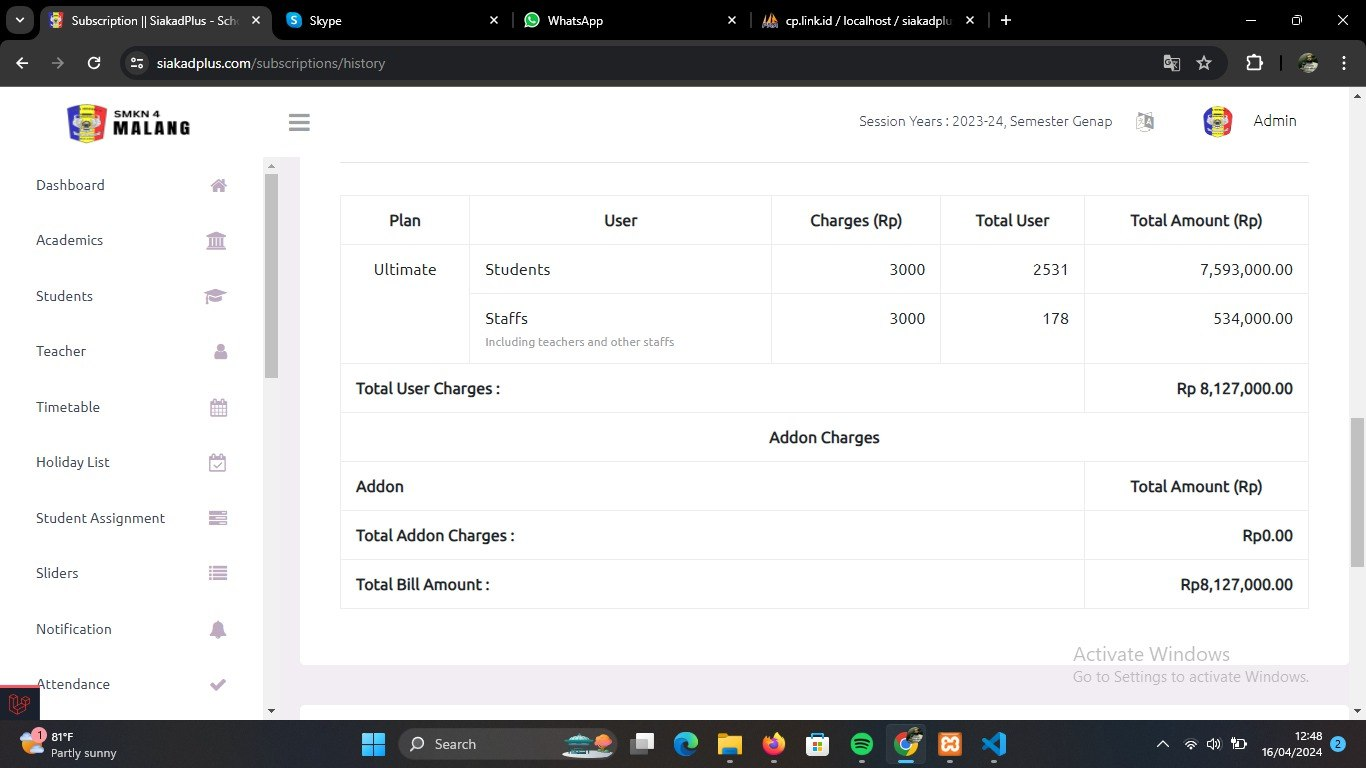 Subscription || SiakadPlus - Scho
Skype
WhatsApp
cp.link.id / localhost / siakadplu
siakadplus.com/subscriptions/history
SMKN 4
MALANG
Session Years : 2023-24, Semester Genap
Admin
Dashboard
Academics
Students
Teacher
Timetable
Holiday List
Student Assignment
Sliders
Notification
Attendance
Plan User Charges (Rp) Total User Total Amount (Rp)
Ultimate Students 3000 2531 7,593,000.00
Staffs 3000 178 534,000.00
Including teachers and other staffs
Total User Charges : Rp 8,127,000.00
Addon Charges
Addon Total Amount (Rp)
Total Addon Charges : Rp0.00
Total Bill Amount : Rp8,127,000.00
Activate Windows
Go to Settings to activate Windows.
1
81°F
Partly sunny
Search
12:48
16/04/2024
2